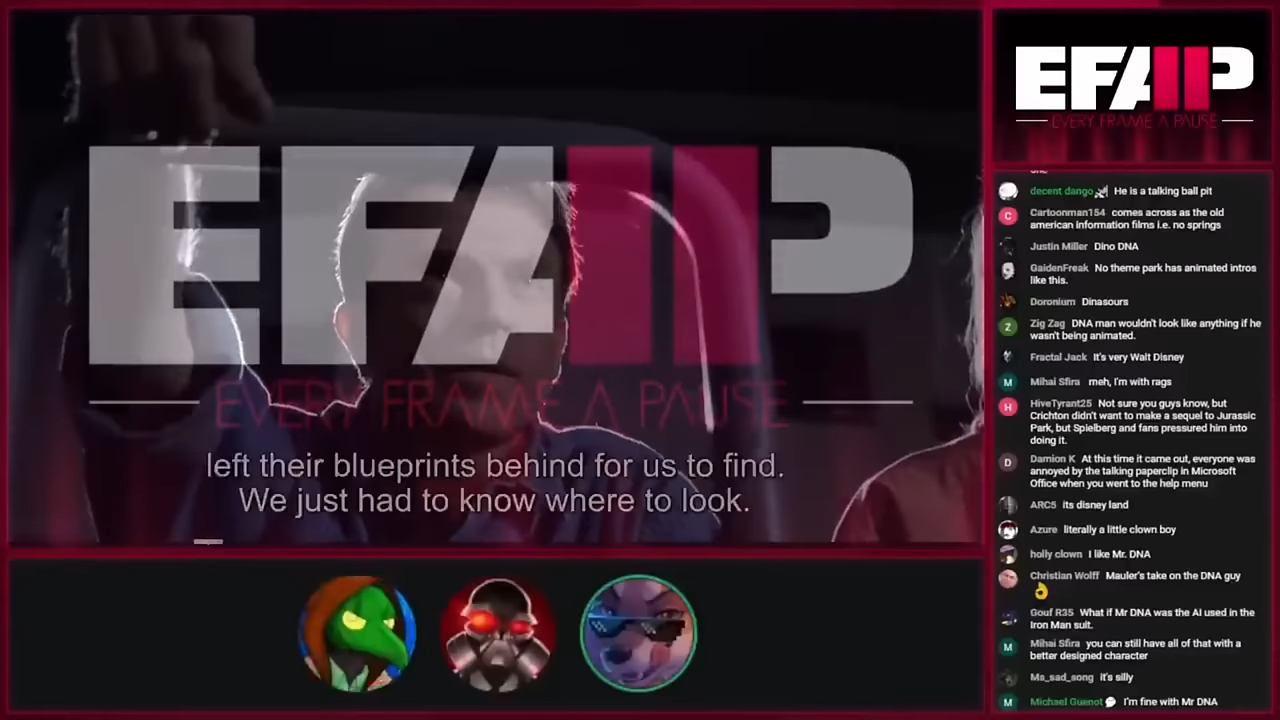 EFAP
EVERY FRAME A PAUSE
left their blueprints behind for us to find.
We just had to know where to look.
EFAP
EVERY FRAME A PAUSE
decent dango He is a talking ball pit
Cartoonman154 comes across as the old
american information films i.e. no springs
Justin Miller Dino DNA
GaidenFreak No theme park has animated intros
like this.
Doronium Dinasours
Z
Zig Zag DNA man wouldn't look like anything if he
wasn't being animated.
Fractal Jack It's very Walt Disney
M
Mihai Sfira meh, I'm with rags
H
HiveTyrant25 Not sure you guys know, but
Crichton didn't want to make a sequel to Jurassic
Park, but Spielberg and fans pressured him into
doing it.
D
Damion K At this time it came out, everyone was
annoyed by the talking paperclip in Microsoft
Office when you went to the help menu
ARC5 its disney land
Azure literally a little clown boy
holly clown I like Mr. DNA
Christian Wolff Mauler's take on the DNA guy
👌
Gouf R35 What if Mr DNA was the AI used in the
Iron Man suit.
M
Mihai Sfira you can still have all of that with a
better designed character
Ms_sad_song it's silly
M
Michael Guenot I'm fine with Mr DNA